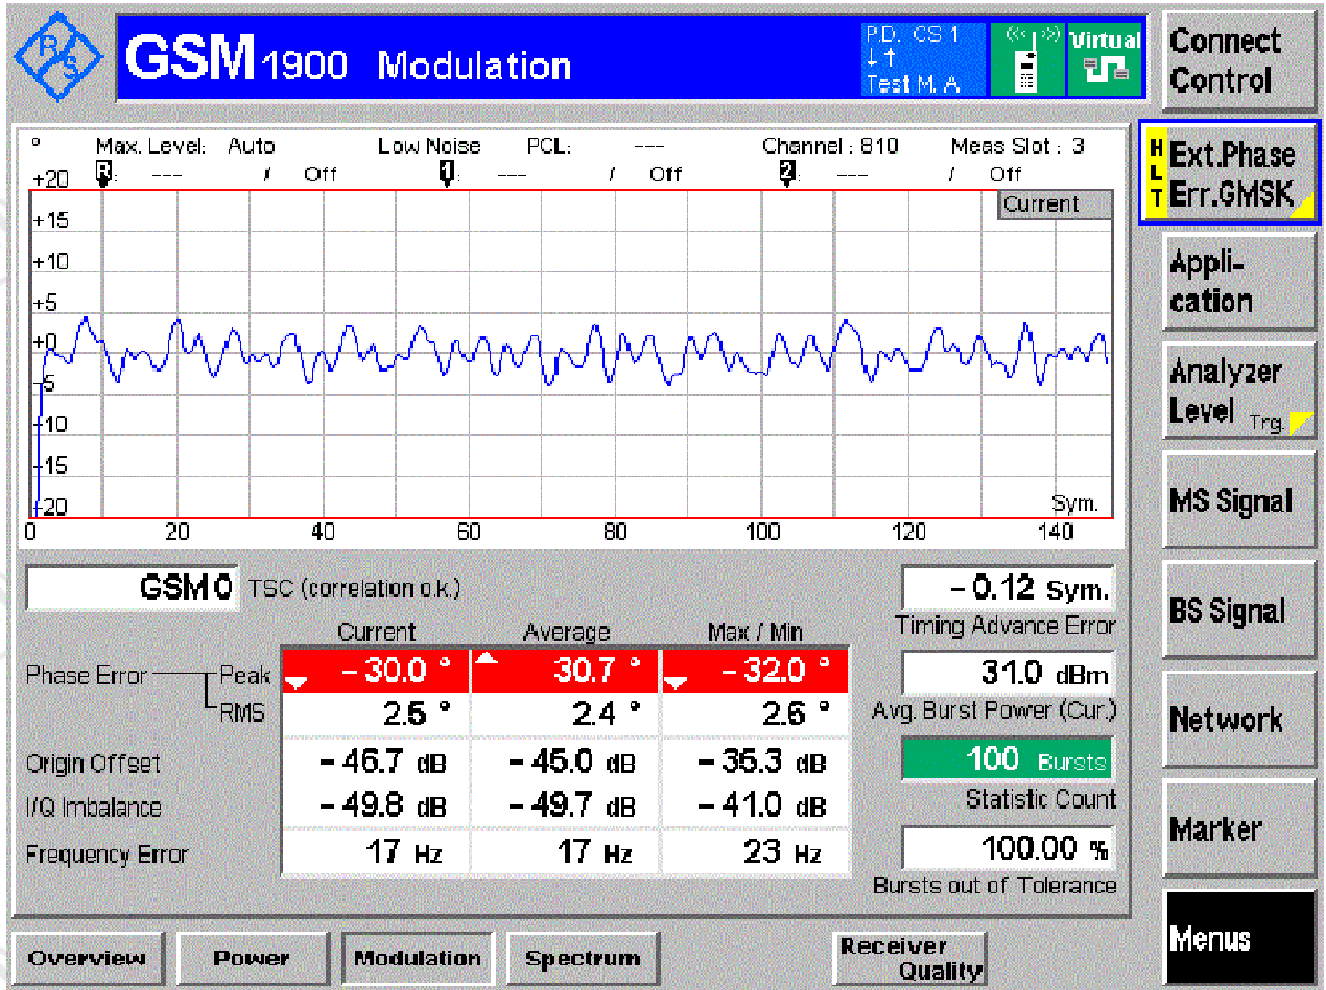 R S
GSM 1900 Modulation
P.D. CS 1
Test M. A.
Virtual
Connect
Control
Max. Level: Auto Low Noise PCL: --- Channel : 810 Meas Slot : 3
R: --- / Off 1: --- / Off 2: --- / Off
Current
+20
+15
+10
+5
+0
-5
-10
-15
-20
Sym.
0 20 40 60 80 100 120 140
HLT
Ext.Phase
Err.GMSK
Appli-
cation
Analyzer
Level Trg.
MS Signal
BS Signal
Network
Marker
Menus
GSM 0 TSC (correlation o.k.)
- 0.12 Sym.
Timing Advance Error
Current Average Max / Min
Phase Error Peak - 30.0 ° 30.7 ° - 32.0 °
31.0 dBm
RMS 2.5 ° 2.4 ° 2.6 °
Avg. Burst Power (Cur.)
Origin Offset - 46.7 dB - 45.0 dB - 35.3 dB
100 Bursts
Statistic Count
I/Q Imbalance - 49.8 dB - 49.7 dB - 41.0 dB
Frequency Error 17 Hz 17 Hz 23 Hz
100.00 %
Bursts out of Tolerance
Overview Power Modulation Spectrum
Receiver
Quality